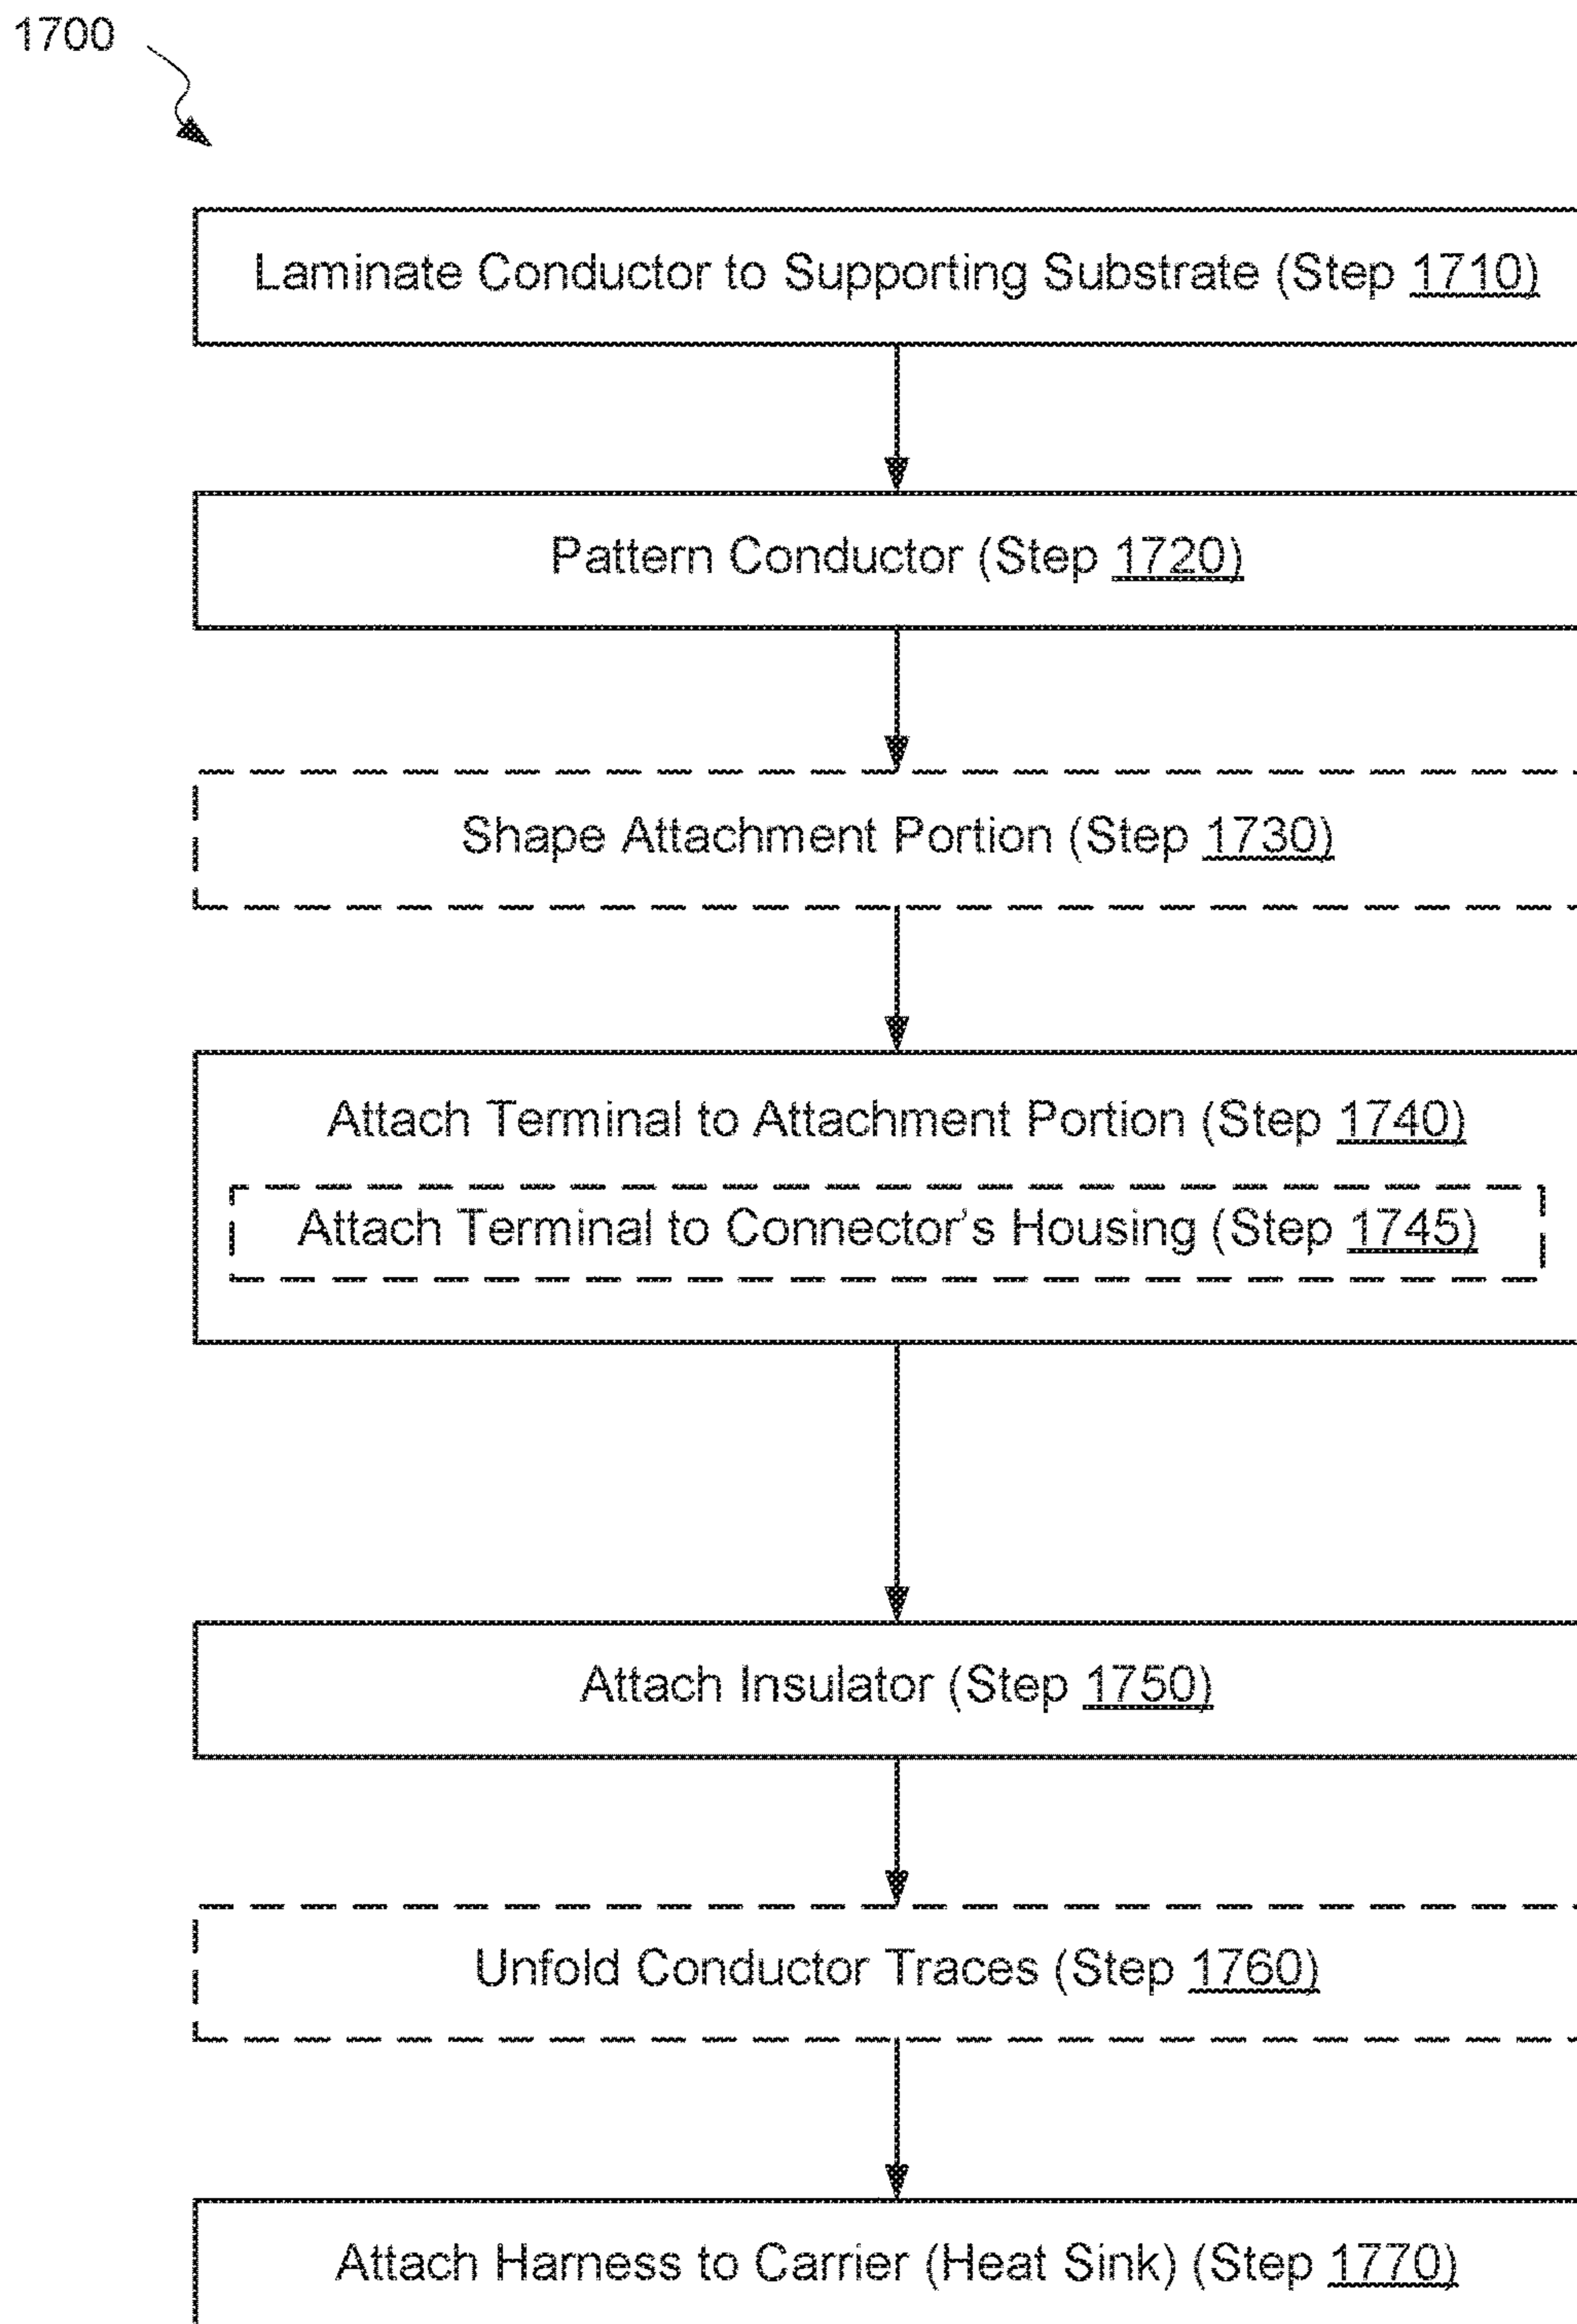 1700
Laminate Conductor to Supporting Substrate (Step 1710)
Pattern Conductor (Step 1720)
Shape Attachment Portion (Step 1730)
Attach Terminal to Attachment Portion (Step 1740)
Attach Terminal to Connector's Housing (Step 1745)
Attach Insulator (Step 1750)
Unfold Conductor Traces (Step 1760)
Attach Harness to Carrier (Heat Sink) (Step 1770)